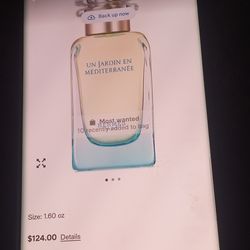 Back up now
UN JARDIN EN
MÉDITERRANÉE
Most wanted
HERMÈS
10 recently added to bag
Size: 1.60 oz
$124.00 Details